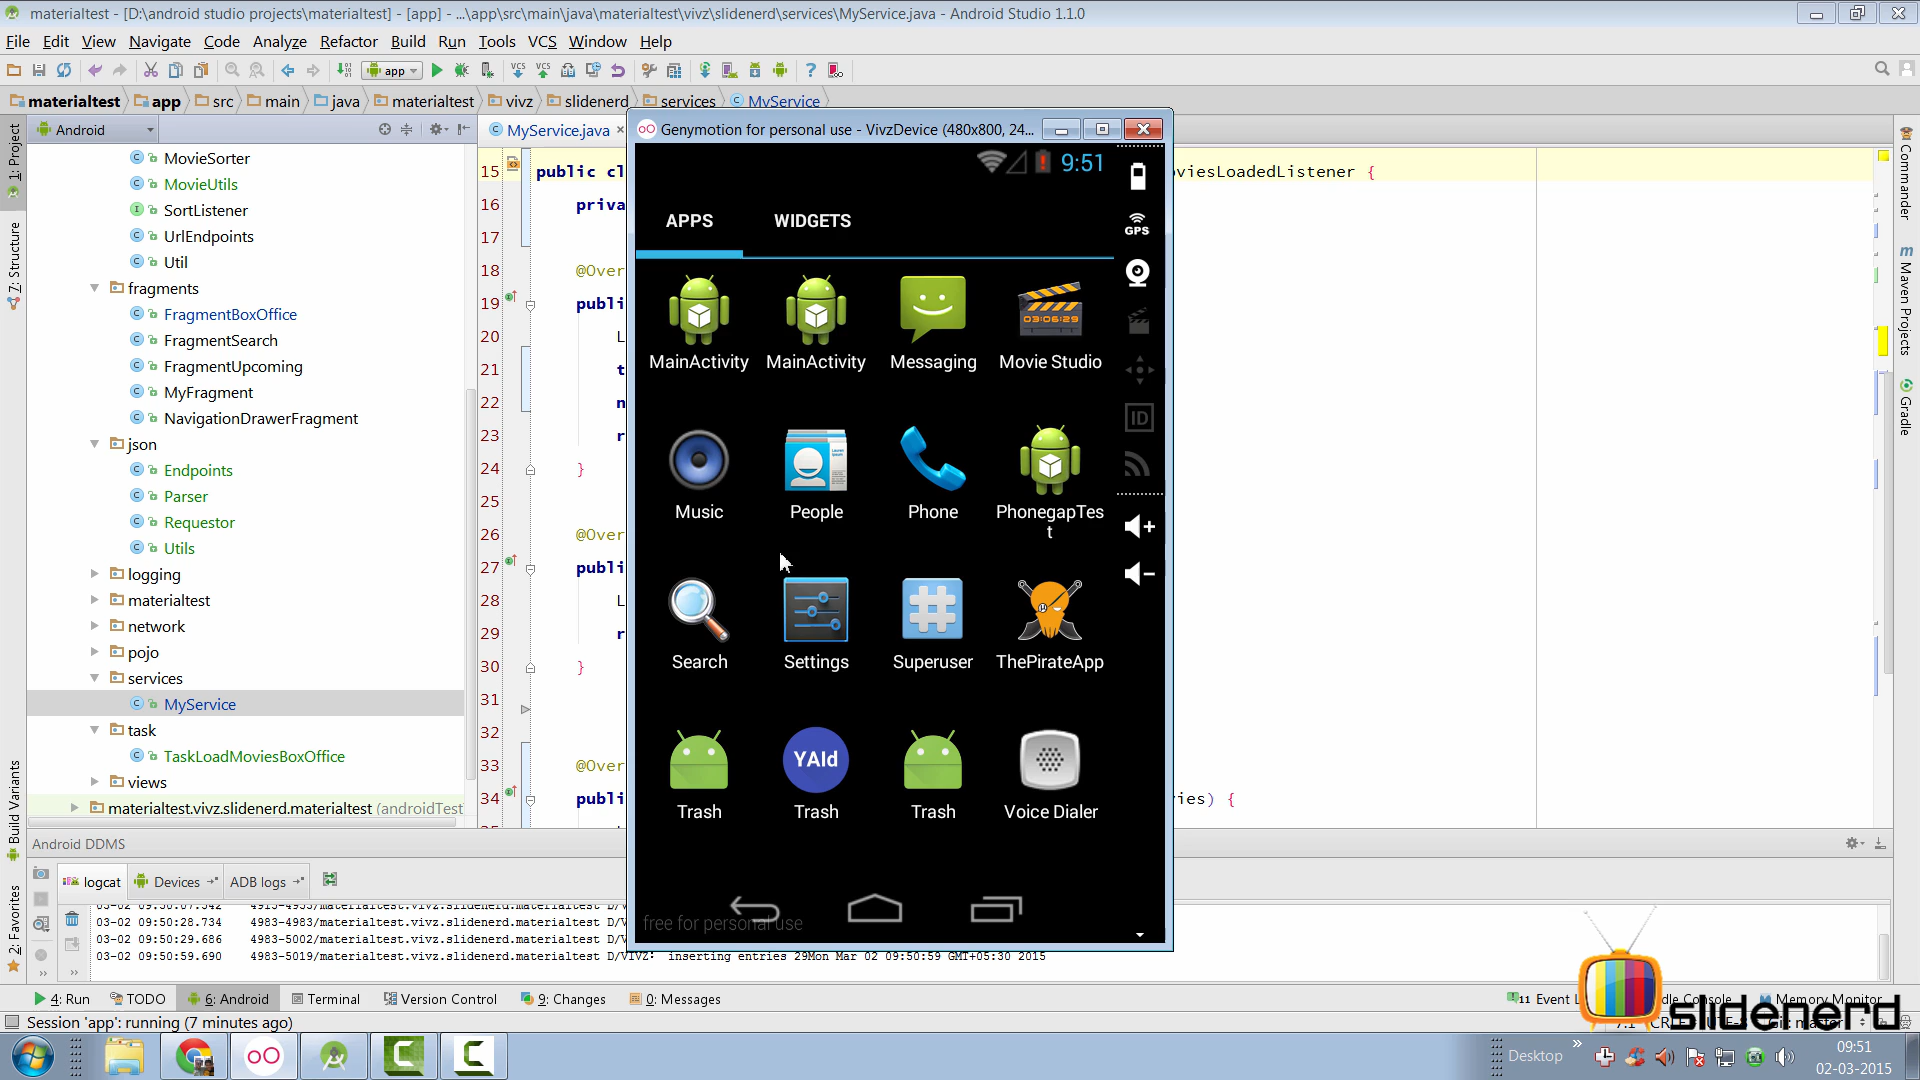 materialtest - [D:\android studio projects\materialtest] - [app] - ...\app\src\main\java\materialtest\vivz\slidenerd\services\MyService.java - Android Studio 1.1.0
File Edit View Navigate Code Analyze Refactor Build Run Tools VCS Window Help
app
materialtest app src main java materialtest vivz slidenerd services MyService
Android
MyService.java
1: Project
7: Structure
Build Variants
2: Favorites
MovieSorter
MovieUtils
SortListener
UrlEndpoints
Util
fragments
FragmentBoxOffice
FragmentSearch
FragmentUpcoming
MyFragment
NavigationDrawerFragment
json
Endpoints
Parser
Requestor
Utils
logging
materialtest
network
pojo
services
MyService
task
TaskLoadMoviesBoxOffice
views
materialtest.vivz.slidenerd.materialtest (androidTest
15 public cl
oviesLoadedListener {
16 priva
17
18 @Over
19 publi
20 L
21 t
22 n
23 r
24 }
25
26 @Over
27 publi
28 L
29 r
30 }
31
32
33 @Over
34 publi
ies) {
Genymotion for personal use - VivzDevice (480x800, 24...
9:51
APPS WIDGETS
MainActivity MainActivity Messaging Movie Studio
03:06:29
Music People Phone PhonegapTes
t
Search Settings Superuser ThePirateApp
YAId
Trash Trash Trash Voice Dialer
free for personal use
GPS
ID
Commander
Maven Projects
Gradle
Android DDMS
logcat Devices ADB logs
03-02 09:50:28.734 4983-4983/materialtest.vivz.slidenerd.materialtest D/V
03-02 09:50:29.686 4983-5002/materialtest.vivz.slidenerd.materialtest D/V
03-02 09:50:59.690 4983-5019/materialtest.vivz.slidenerd.materialtest D/VIVZ: inserting entries 29Mon Mar 02 09:50:59 GMT+05:30 2015
4: Run TODO 6: Android Terminal Version Control 9: Changes 0: Messages
11 Event L
Memory Monitor
Session 'app': running (7 minutes ago)
slidenerd
Desktop
09:51
02-03-2015